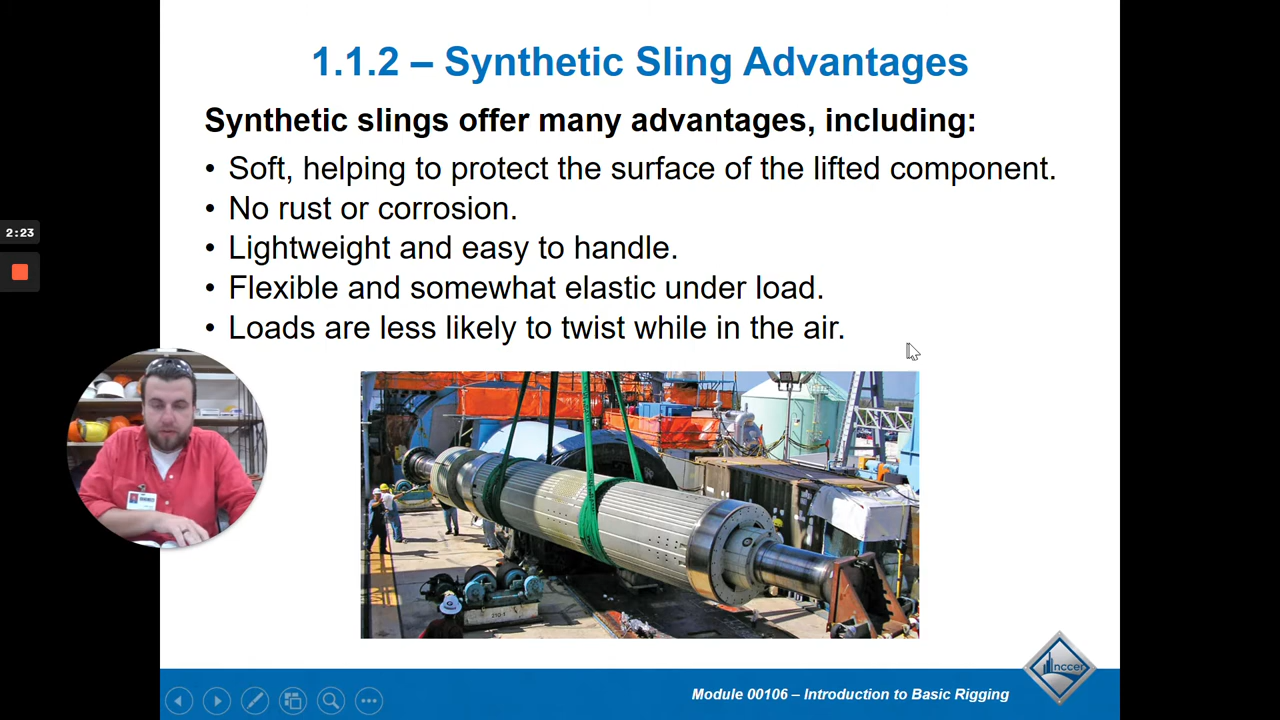 1.1.2 – Synthetic Sling Advantages
Synthetic slings offer many advantages, including:
• Soft, helping to protect the surface of the lifted component.
• No rust or corrosion.
• Lightweight and easy to handle.
2:23
• Flexible and somewhat elastic under load.
• Loads are less likely to twist while in the air.
nccer
Module 00106 – Introduction to Basic Rigging